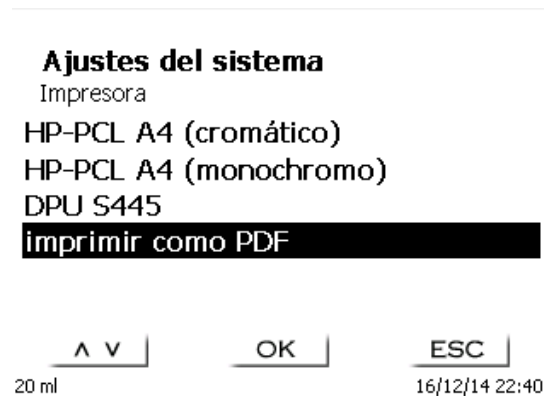 Ajustes del sistema
Impresora
HP-PCL A4 (cromático)
HP-PCL A4 (monochromo)
DPU S445
imprimir como PDF
∧ ∨ OK ESC
20 ml 16/12/14 22:40